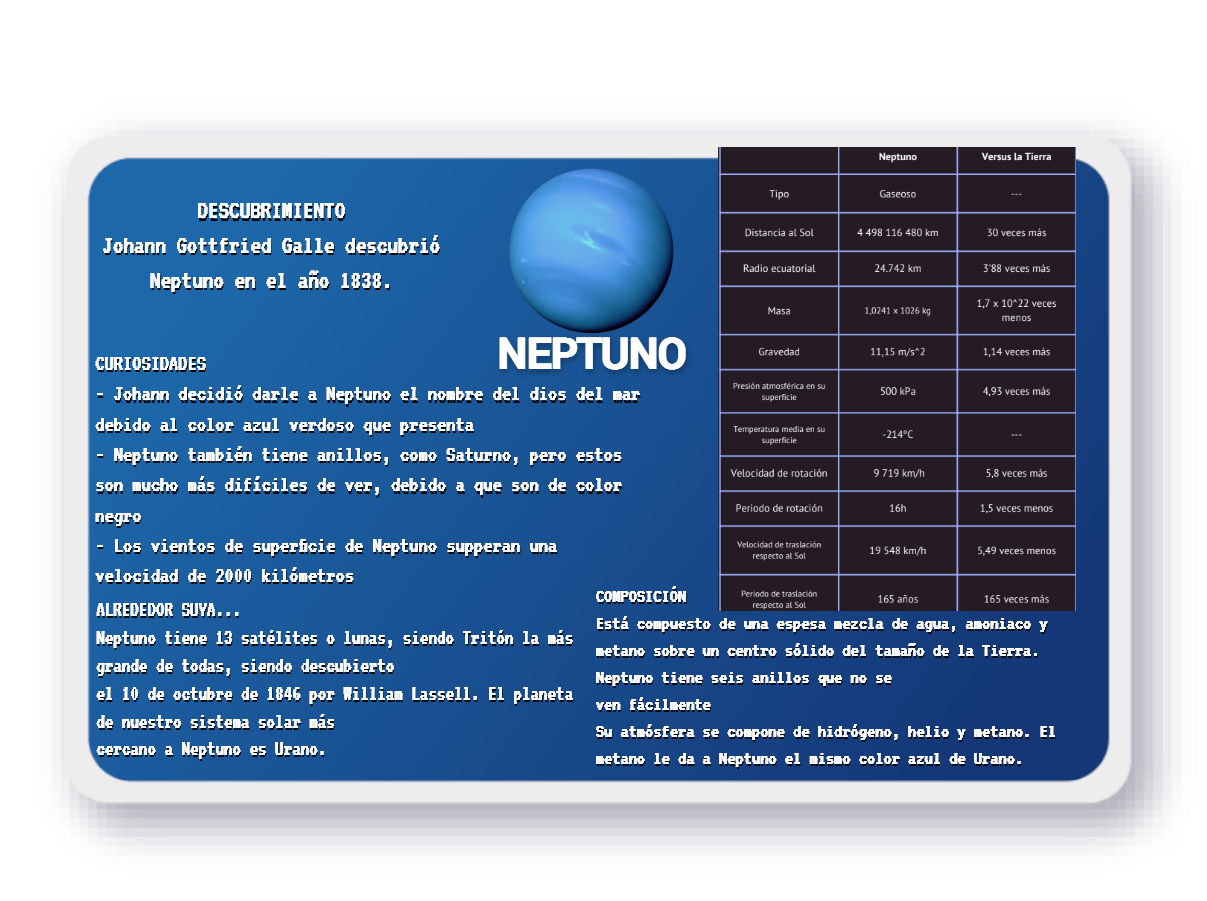 DESCUBRIMIENTO
Johann Gottfried Galle descubrió
Neptuno en el año 1838.
NEPTUNO
CURIOSIDADES
- Johann decidió darle a Neptuno el nombre del dios del mar
debido al color azul verdoso que presenta
- Neptuno también tiene anillos, como Saturno, pero estos
son mucho más difíciles de ver, debido a que son de color
negro
- Los vientos de superficie de Neptuno supperan una
velocidad de 2000 kilómetros
ALREDEDOR SUYA...
Neptuno tiene 13 satélites o lunas, siendo Tritón la más
grande de todas, siendo descubierto
el 10 de octubre de 1846 por William Lassell. El planeta
de nuestro sistema solar más
cercano a Neptuno es Urano.
Neptuno Versus la Tierra
Tipo Gaseoso ---
Distancia al Sol 4 498 116 480 km 30 veces más
Radio ecuatorial 24.742 km 3'88 veces más
Masa 1,0241 x 1026 kg 1,7 x 10^22 veces
menos
Gravedad 11,15 m/s^2 1,14 veces más
Presión atmosférica en su
superficie 500 kPa 4,93 veces más
Temperatura media en su
superficie -214ºC ---
Velocidad de rotación 9 719 km/h 5,8 veces más
Periodo de rotación 16h 1,5 veces menos
Velocidad de traslación
respecto al Sol 19 548 km/h 5,49 veces menos
Periodo de traslación
respecto al Sol 165 años 165 veces más
COMPOSICIÓN
Está compuesto de una espesa mezcla de agua, amoniaco y
metano sobre un centro sólido del tamaño de la Tierra.
Neptuno tiene seis anillos que no se
ven fácilmente
Su atmósfera se compone de hidrógeno, helio y metano. El
metano le da a Neptuno el mismo color azul de Urano.